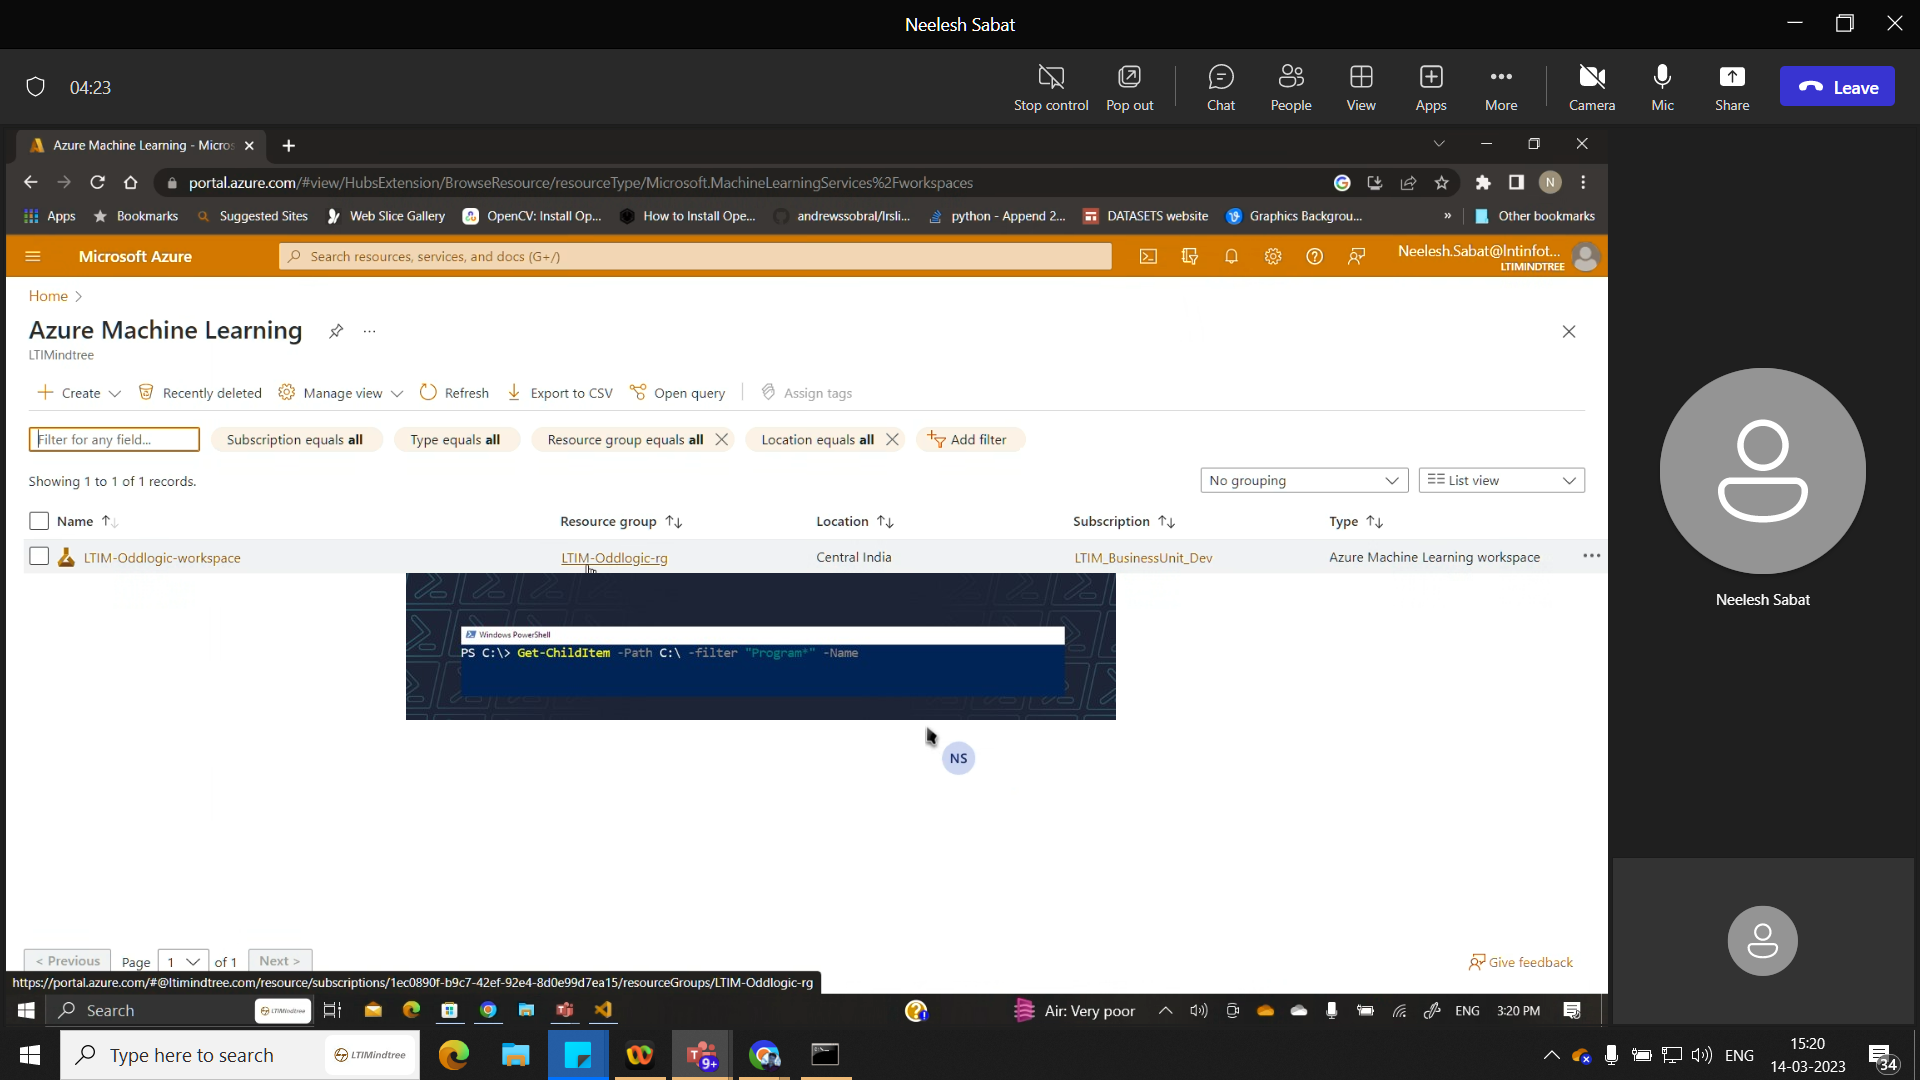 Neelesh Sabat
04:23
Stop control
Pop out
Chat
People
View
Apps
More
Camera
Mic
Share
Leave
Azure Machine Learning - Micros
portal.azure.com/#view/HubsExtension/BrowseResource/resourceType/Microsoft.MachineLearningServices%2Fworkspaces
N
Apps
Bookmarks
Suggested Sites
Web Slice Gallery
OpenCV: Install Op...
How to Install Ope...
andrewssobral/lrsli...
python - Append 2...
DATASETS website
Graphics Backgrou...
»
Other bookmarks
Microsoft Azure
Search resources, services, and docs (G+/)
Neelesh.Sabat@lntinfot...
LTIMINDTREE
Home >
Azure Machine Learning
LTIMindtree
Create
Recently deleted
Manage view
Refresh
Export to CSV
Open query
Assign tags
Filter for any field...
Subscription equals all
Type equals all
Resource group equals all
Location equals all
Add filter
Showing 1 to 1 of 1 records.
No grouping
List view
Name
Resource group
Location
Subscription
Type
LTIM-Oddlogic-workspace
LTIM-Oddlogic-rg
Central India
LTIM_BusinessUnit_Dev
Azure Machine Learning workspace
Neelesh Sabat
Windows PowerShell
PS C:\> Get-ChildItem -Path C:\ -filter "Program*" -Name
NS
< Previous
Page 1 of 1
Next >
Give feedback
https://portal.azure.com/#@ltimindtree.com/resource/subscriptions/1ec0890f-b9c7-42ef-92e4-8d0e99d7ea15/resourceGroups/LTIM-Oddlogic-rg
Search
LTIMindtree
Air: Very poor
ENG
3:20 PM
Type here to search
LTIMindtree
9+
ENG
15:20
14-03-2023
34